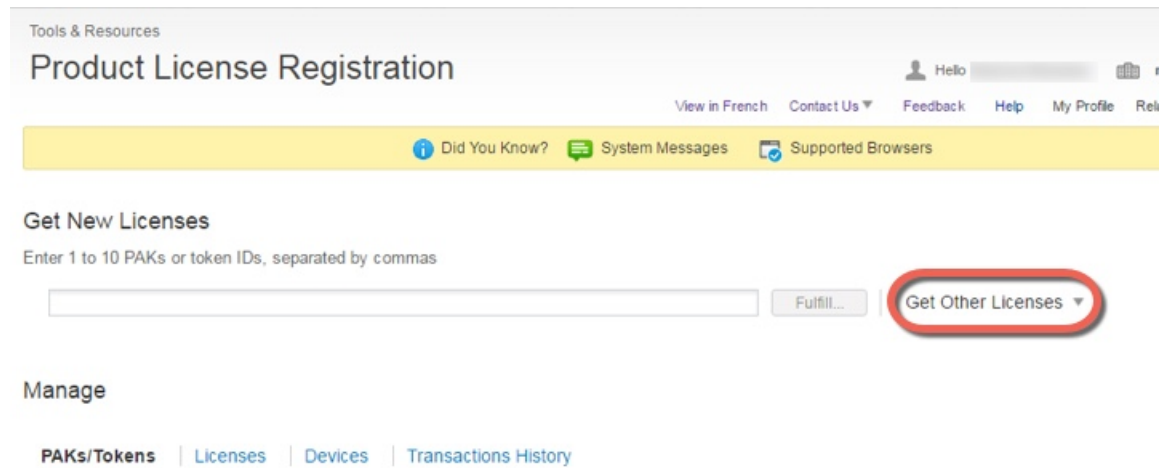 Tools & Resources
Product License Registration
Hello
View in French Contact Us Feedback Help My Profile
Did You Know? System Messages Supported Browsers
Get New Licenses
Enter 1 to 10 PAKs or token IDs, separated by commas
Fulfill... Get Other Licenses
Manage
PAKs/Tokens Licenses Devices Transactions History